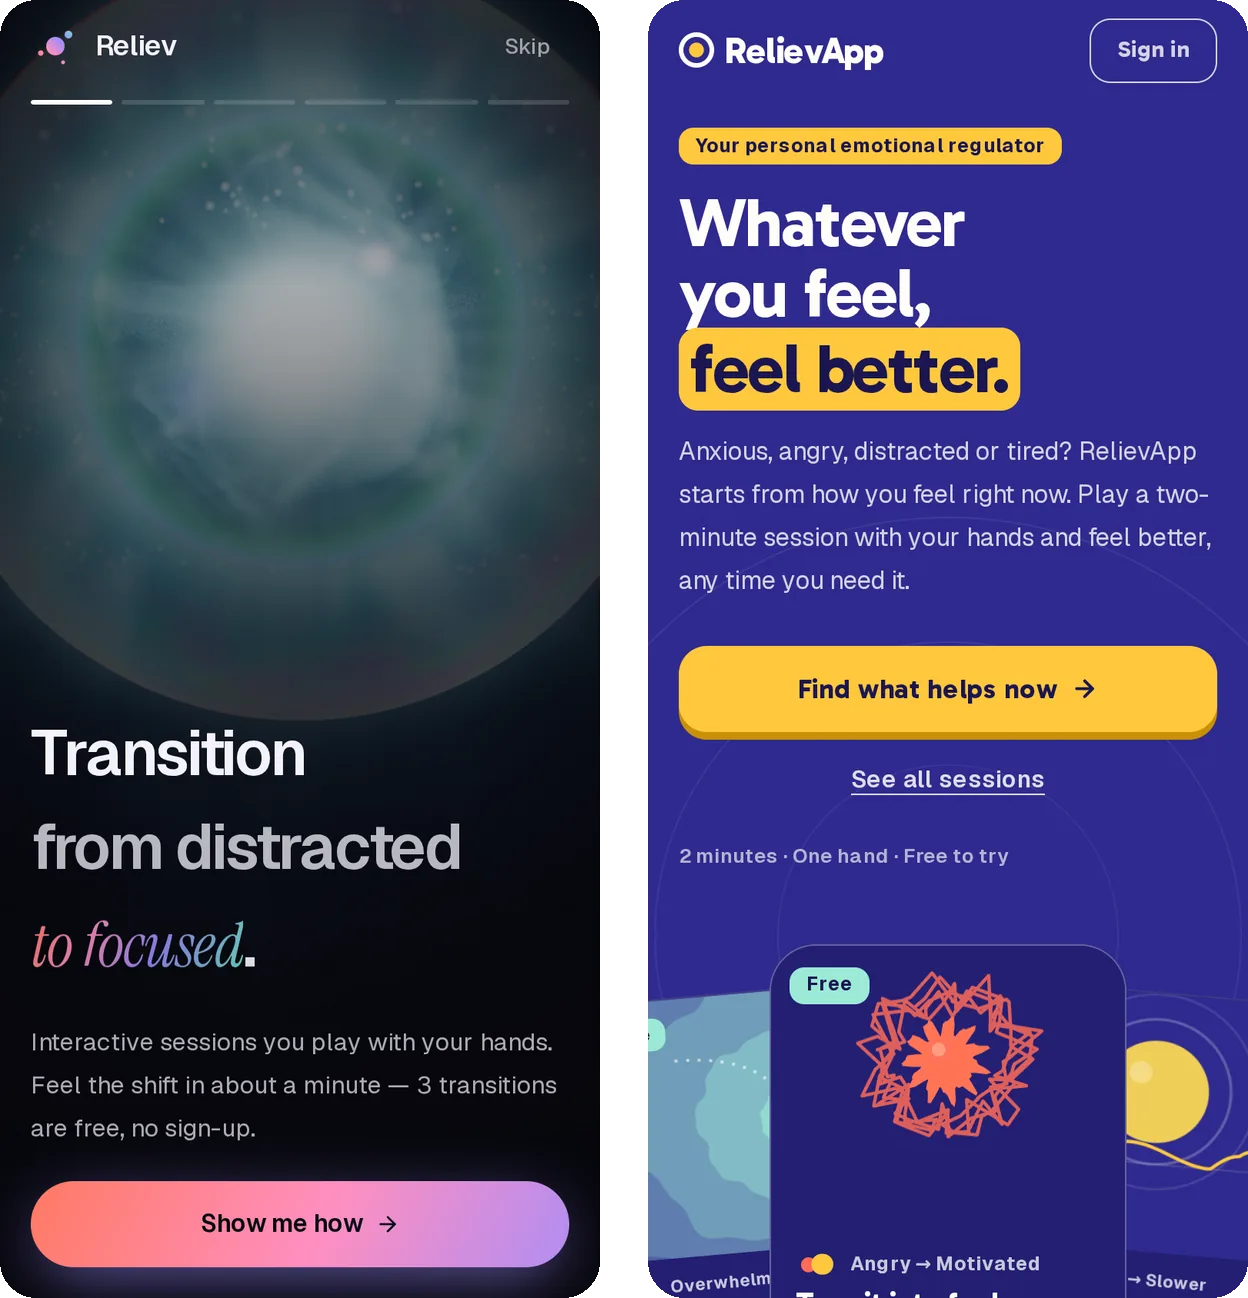 Reliev
Skip
Transition
from distracted
to focused.
Interactive sessions you play with your hands.
Feel the shift in about a minute — 3 transitions
are free, no sign-up.
Show me how →
RelievApp
Sign in
Your personal emotional regulator
Whatever
you feel,
feel better.
Anxious, angry, distracted or tired? RelievApp
starts from how you feel right now. Play a two-
minute session with your hands and feel better,
any time you need it.
Find what helps now →
See all sessions
2 minutes · One hand · Free to try
Free
Angry → Motivated
Overwhelm
→ Slower